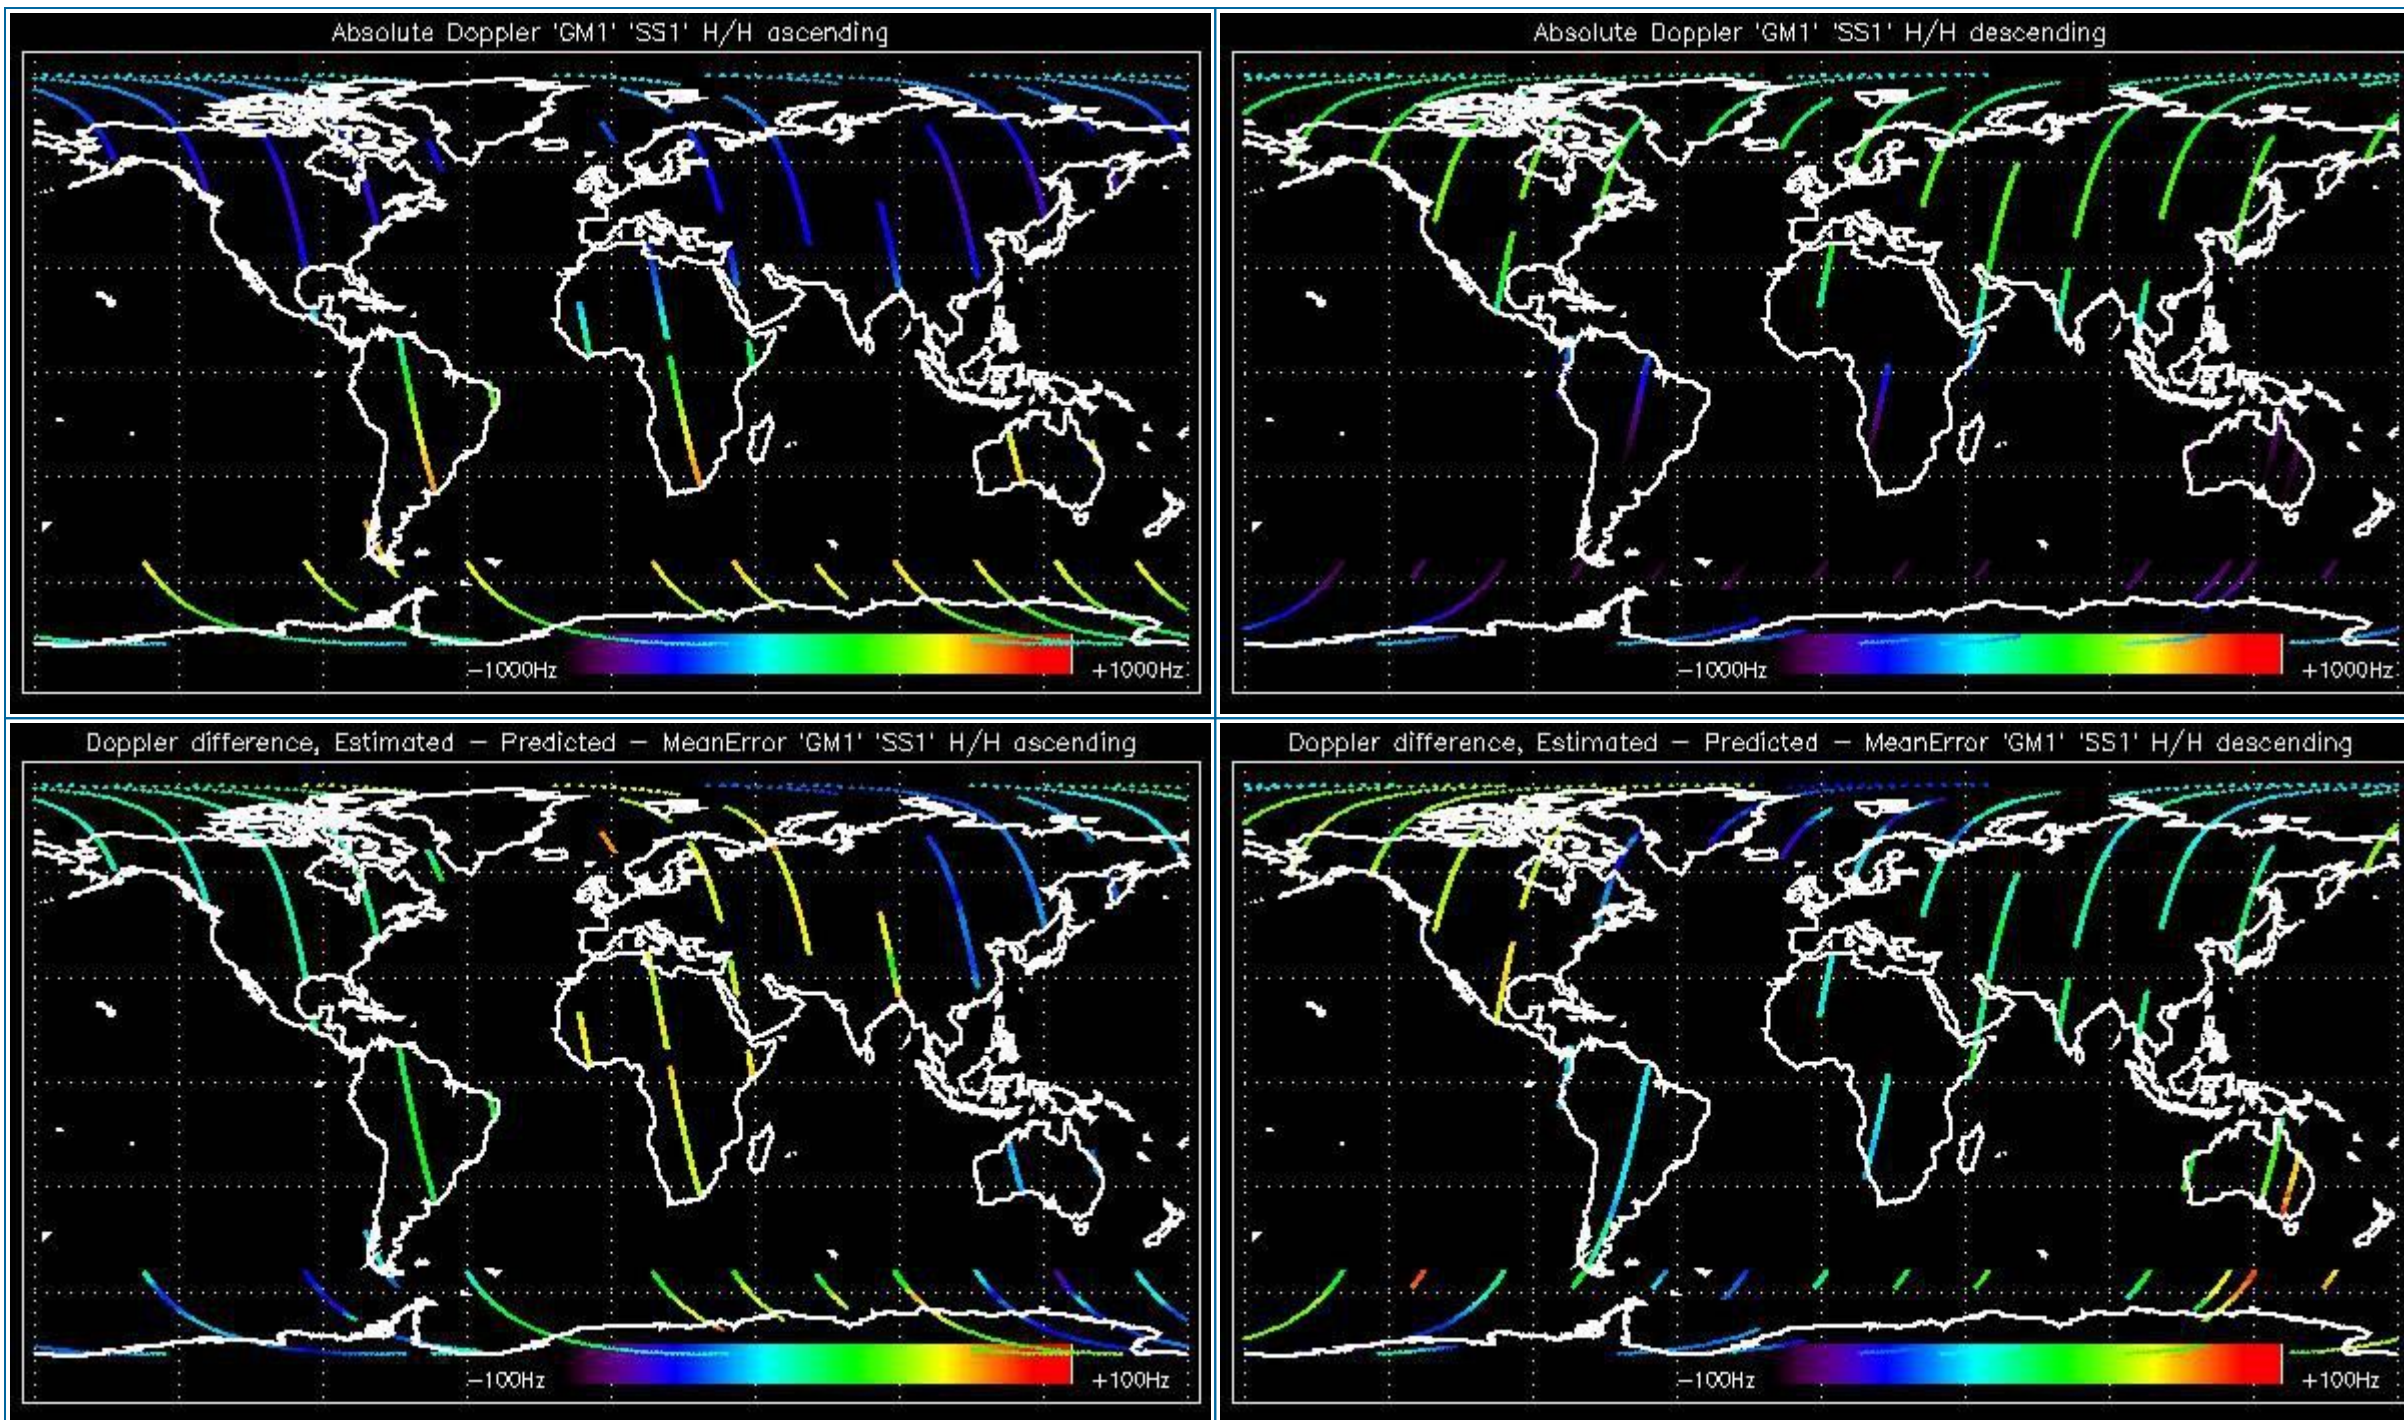 Absolute Doppler 'GM1' 'SS1' H/H ascending
−1000Hz
+1000Hz
Absolute Doppler 'GM1' 'SS1' H/H descending
−1000Hz
+1000Hz
Doppler difference, Estimated − Predicted − MeanError 'GM1' 'SS1' H/H ascending
−100Hz
+100Hz
Doppler difference, Estimated − Predicted − MeanError 'GM1' 'SS1' H/H descending
−100Hz
+100Hz